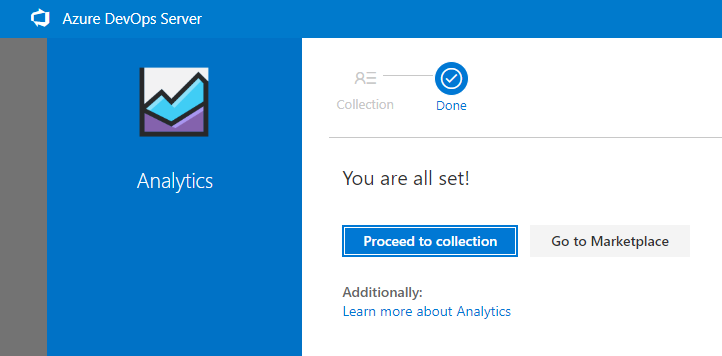 Azure DevOps Server
Analytics
Collection
Done
You are all set!
Proceed to collection
Go to Marketplace
Additionally:
Learn more about Analytics